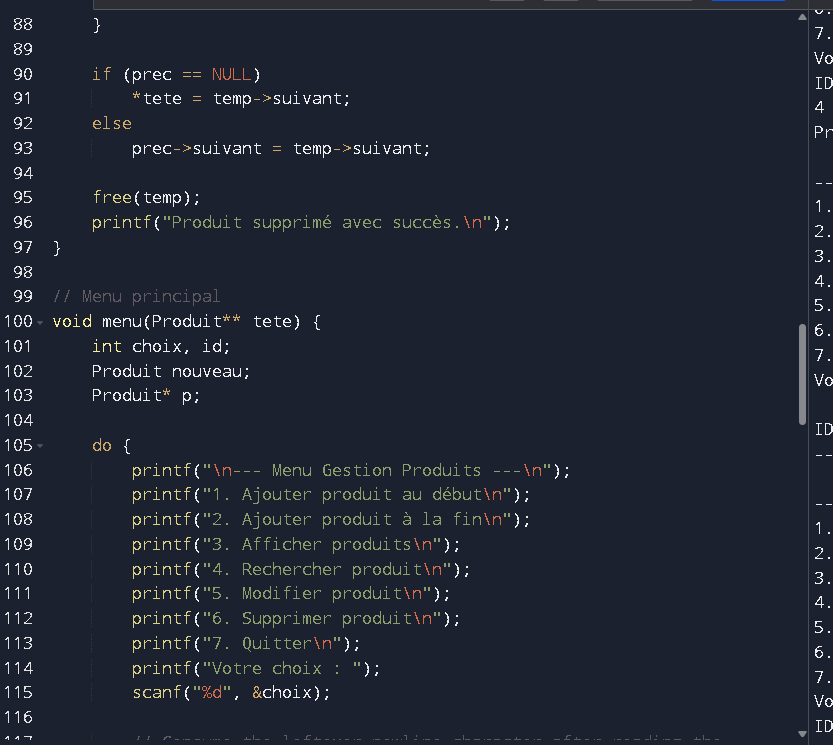 88 }
89
90 if (prec == NULL)
91 *tete = temp->suivant;
92 else
93 prec->suivant = temp->suivant;
94
95 free(temp);
96 printf("Produit supprimé avec succès.\n");
97 }
98
99 // Menu principal
100 void menu(Produit** tete) {
101 int choix, id;
102 Produit nouveau;
103 Produit* p;
104
105 do {
106 printf("\n--- Menu Gestion Produits ---\n");
107 printf("1. Ajouter produit au début\n");
108 printf("2. Ajouter produit à la fin\n");
109 printf("3. Afficher produits\n");
110 printf("4. Rechercher produit\n");
111 printf("5. Modifier produit\n");
112 printf("6. Supprimer produit\n");
113 printf("7. Quitter\n");
114 printf("Votre choix : ");
115 scanf("%d", &choix);
116
7.
Vo
ID
4
Pr
--
1.
2.
3.
4.
5.
6.
7.
Vo
ID
--
--
1.
2.
3.
4.
5.
6.
7.
Vo
ID